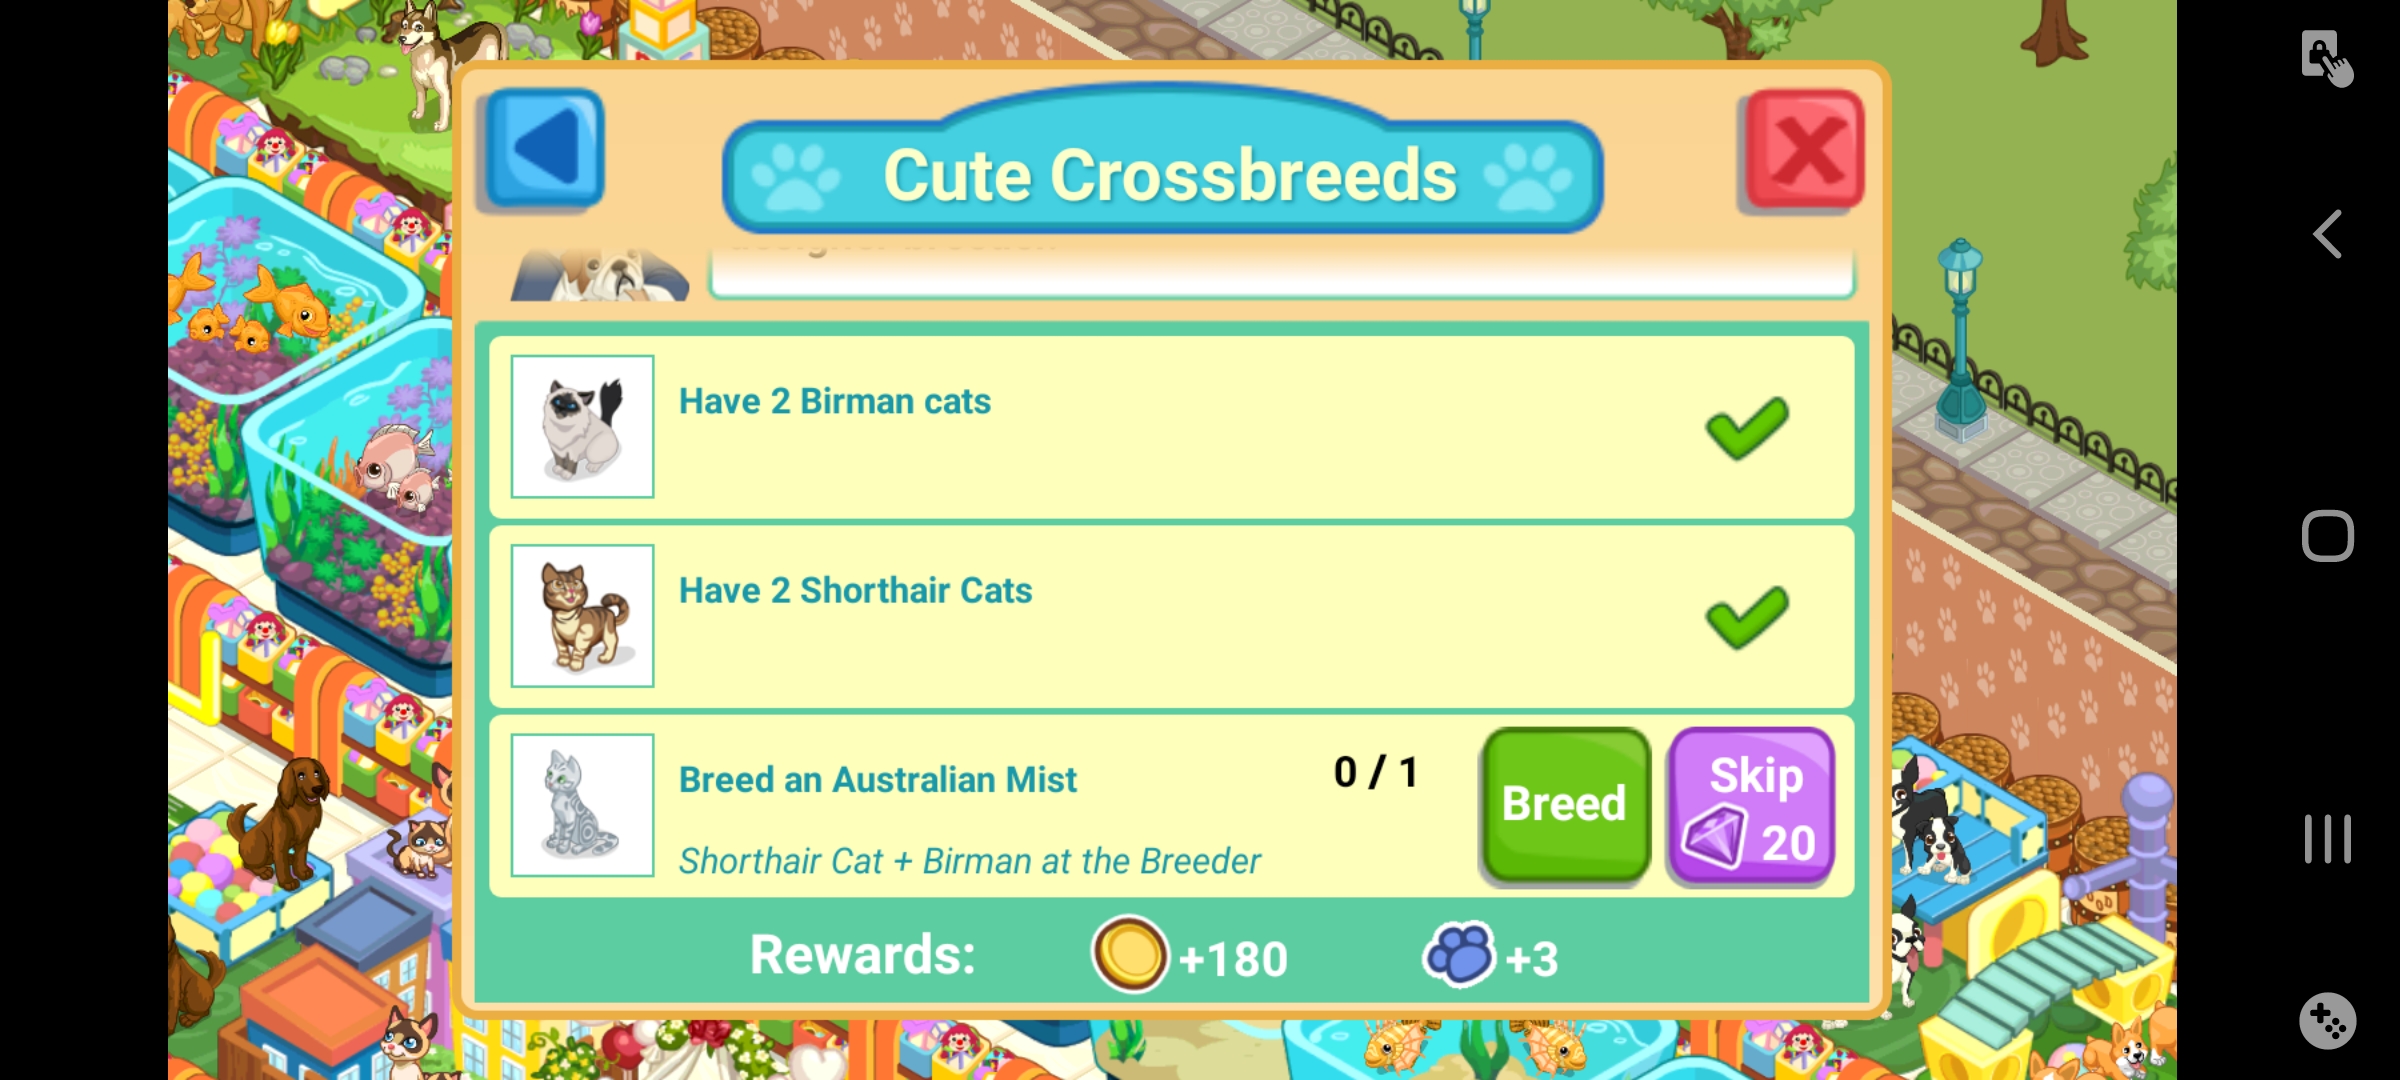 Cute Crossbreeds
Have 2 Birman cats
Have 2 Shorthair Cats
Breed an Australian Mist
0 / 1
Shorthair Cat + Birman at the Breeder
Breed
Skip
20
Rewards:
+180
+3